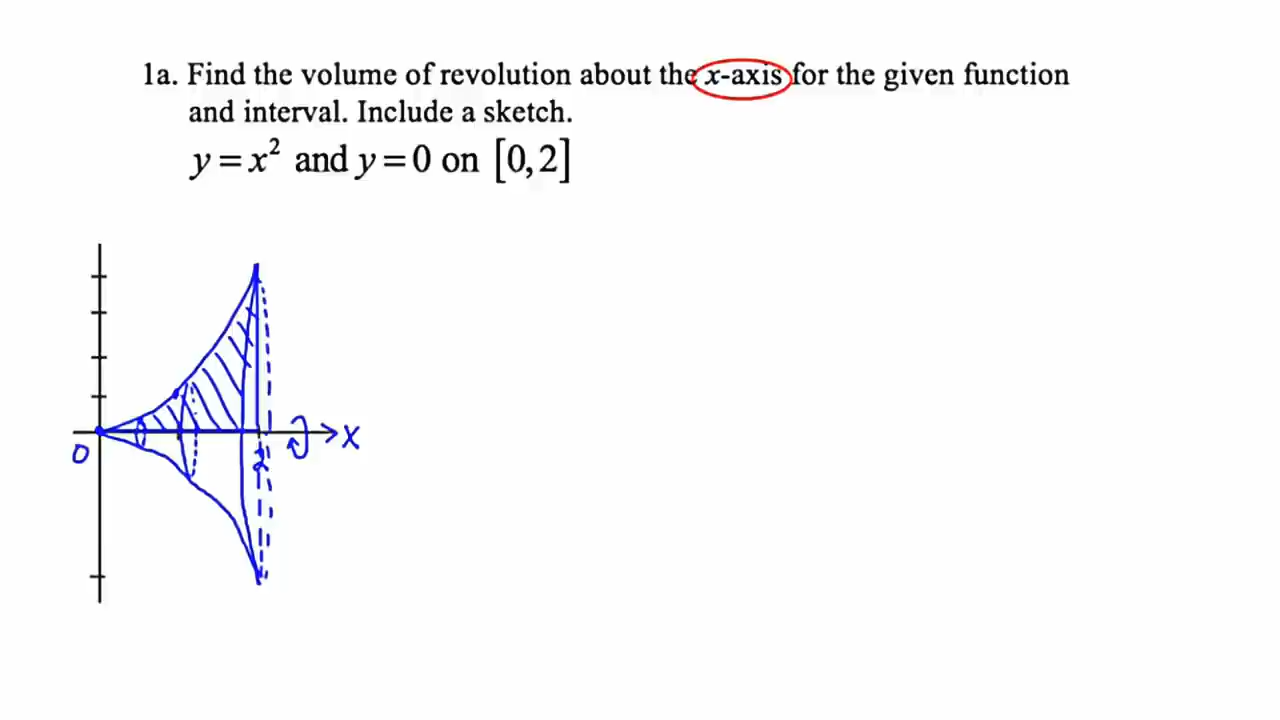 1a. Find the volume of revolution about the x-axis for the given function
and interval. Include a sketch.
y = x² and y = 0 on [0, 2]
x
0
2